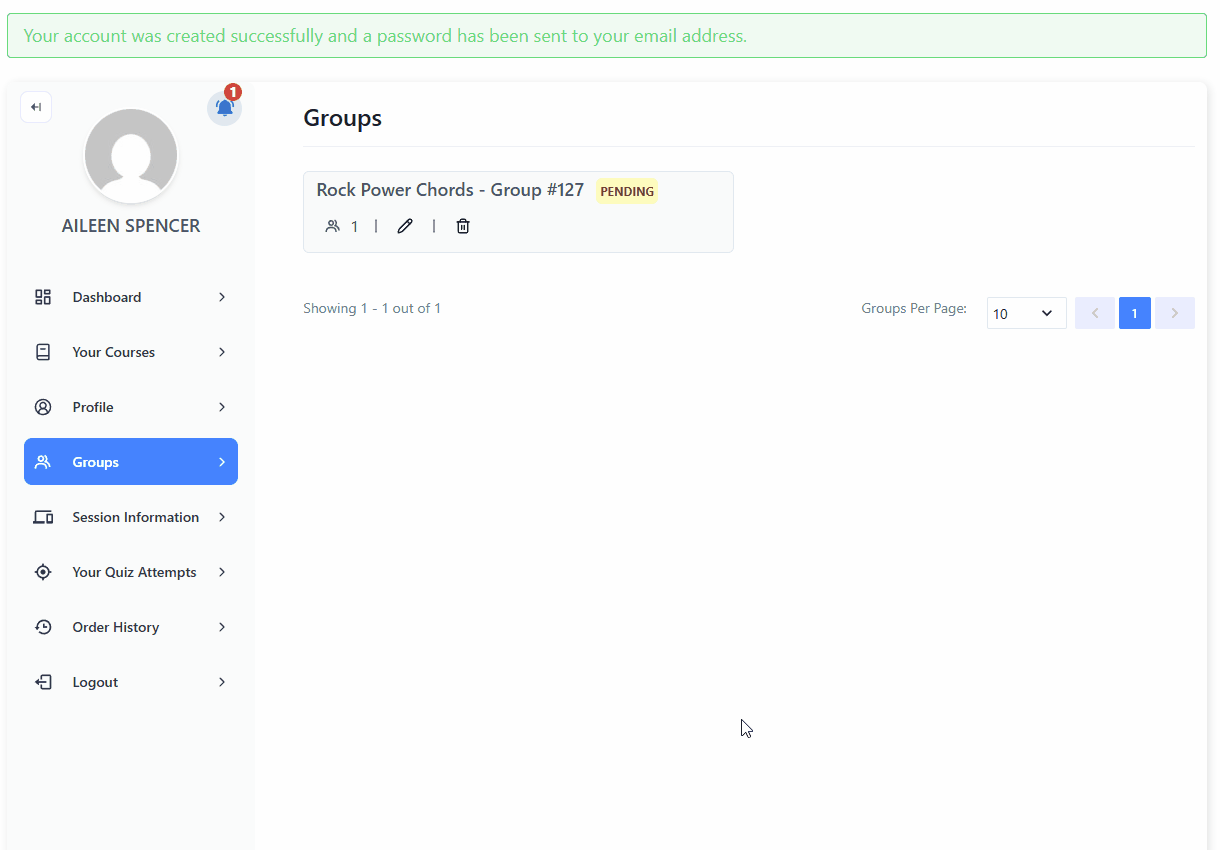 Your account was created successfully and a password has been sent to your email address.
1
AILEEN SPENCER
Dashboard
Your Courses
Profile
Groups
Session Information
Your Quiz Attempts
Order History
Logout
Groups
Rock Power Chords - Group #127 PENDING
1 | |
Showing 1 - 1 out of 1
Groups Per Page: 10 1